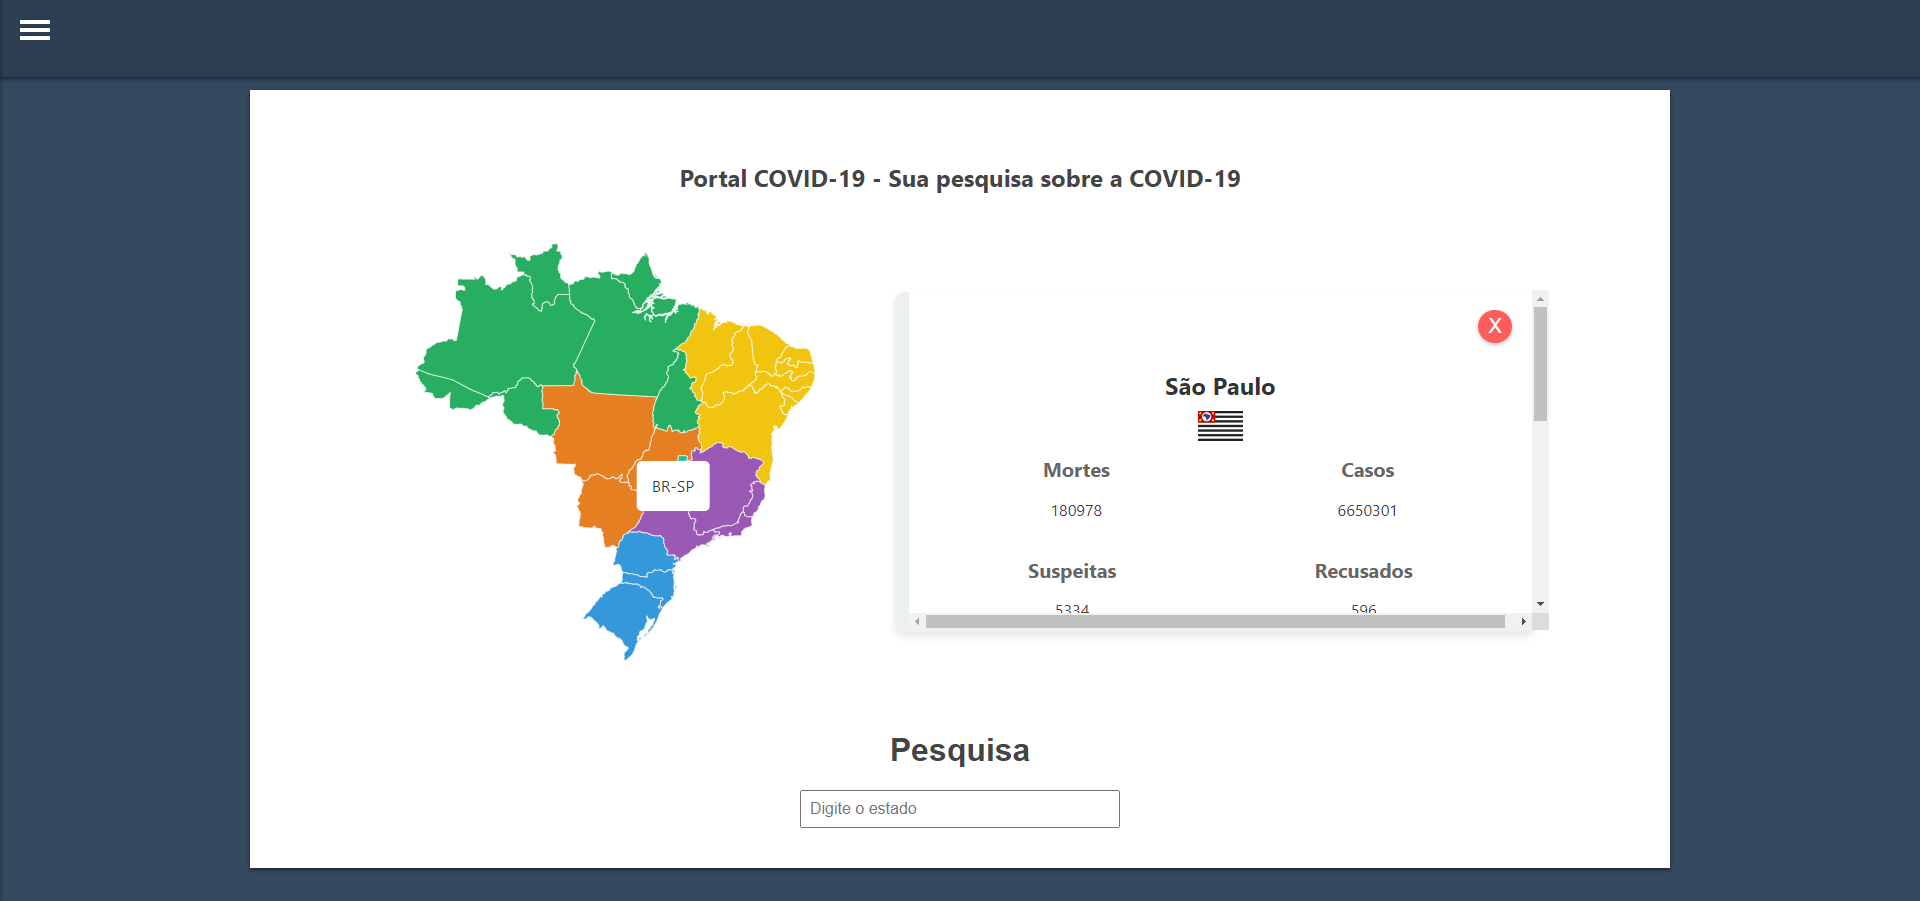 Portal COVID-19 - Sua pesquisa sobre a COVID-19
X
São Paulo
BR-SP
Mortes
Casos
180978
6650301
Suspeitas
Recusados
5334
596
Pesquisa
Digite o estado